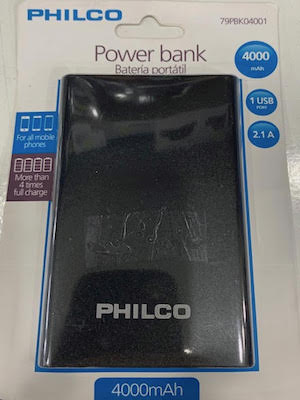 PHILCO
79PBK04001
Power bank
Batería portátil
4000
mAh
1 USB
PORT
2.1 A
For all mobile
phones
More than
4 times
full charge
PHILCO
4000mAh